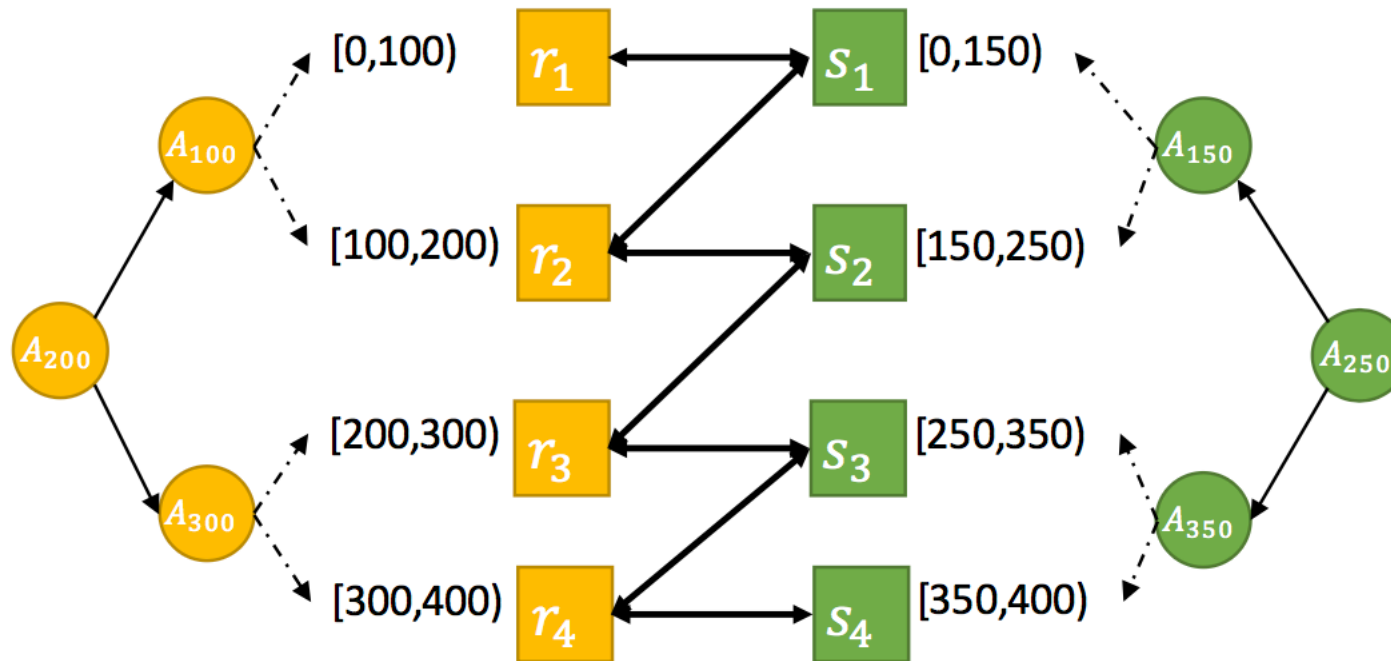 [0,100) r₁ s₁ [0,150)
A₁₀₀ A₁₅₀
[100,200) r₂ s₂ [150,250)
A₂₀₀ A₂₅₀
[200,300) r₃ s₃ [250,350)
A₃₀₀ A₃₅₀
[300,400) r₄ s₄ [350,400)